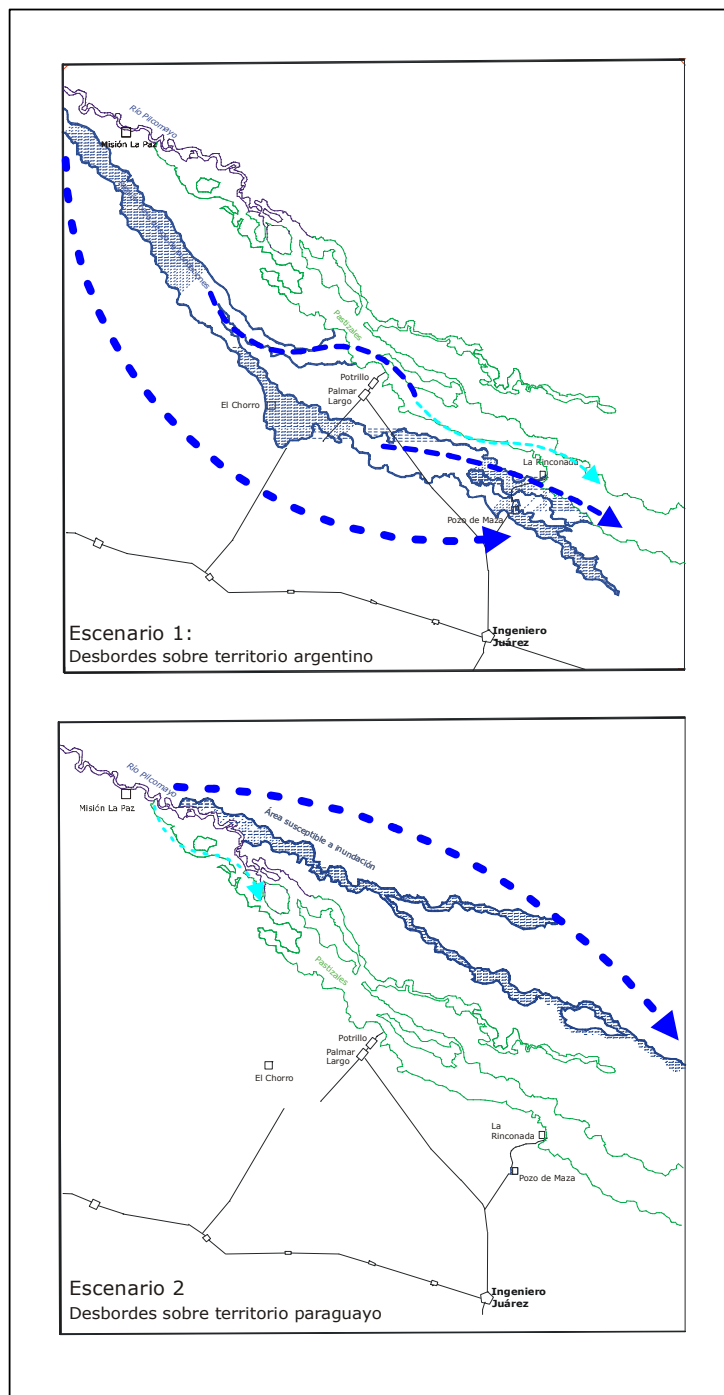 Río Pilcomayo
Misión La Paz
Pastizales
Potrillo
Palmar
Largo
El Chorro
La Rinconada
Pozo de Maza
Ingeniero
Juárez
Escenario 1:
Desbordes sobre territorio argentino
Río Pilcomayo
Misión La Paz
Área susceptible a inundación
Pastizales
Potrillo
Palmar
Largo
El Chorro
La
Rinconada
Pozo de Maza
Ingeniero
Juárez
Escenario 2
Desbordes sobre territorio paraguayo